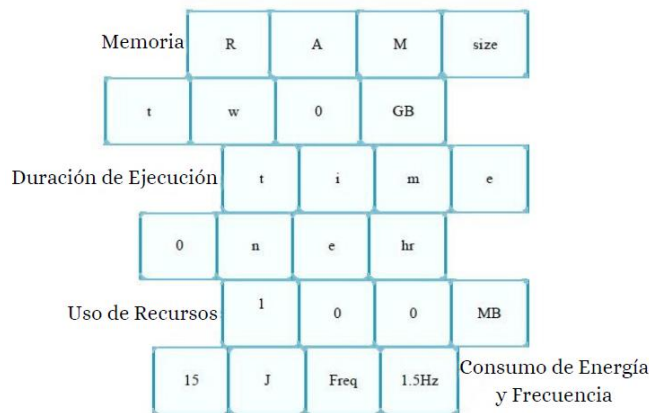 Memoria R A M size
t w 0 GB
Duración de Ejecución t i m e
0 n e hr
Uso de Recursos 1 0 0 MB
15 J Freq 1.5Hz Consumo de Energía
y Frecuencia